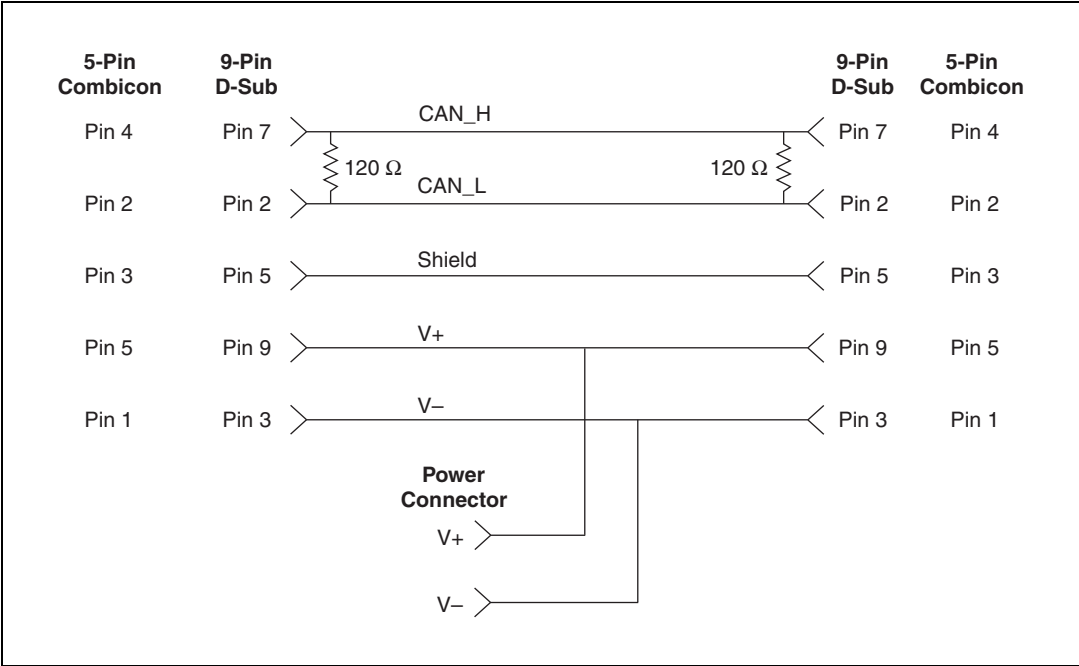 5-Pin Combicon 9-Pin D-Sub 9-Pin D-Sub 5-Pin Combicon
Pin 4 Pin 7 CAN_H Pin 7 Pin 4
120 Ω 120 Ω
Pin 2 Pin 2 CAN_L Pin 2 Pin 2
Pin 3 Pin 5 Shield Pin 5 Pin 3
Pin 5 Pin 9 V+ Pin 9 Pin 5
Pin 1 Pin 3 V– Pin 3 Pin 1
Power
Connector
V+
V–